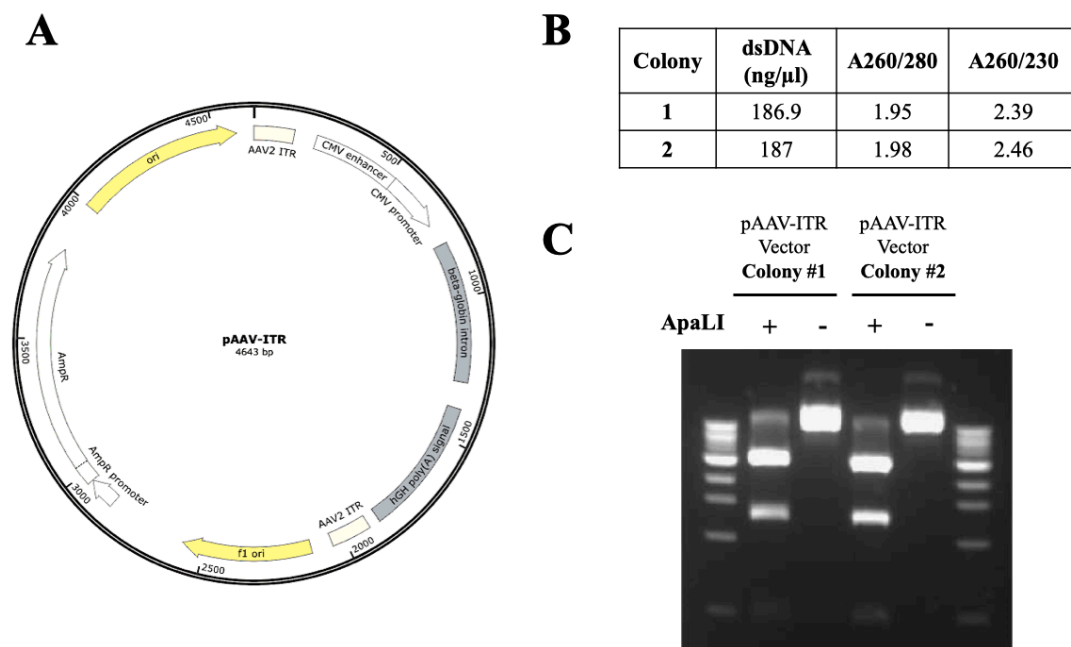 A
4500
ori
AAV2 ITR
CMV enhancer
500
CMV promoter
beta-globin intron
1000
hGH poly(A) signal
1500
AAV2 ITR
2000
f1 ori
2500
AmpR promoter
3000
AmpR
3500
4000
pAAV-ITR
4643 bp
B
Colony dsDNA (ng/µl) A260/280 A260/230
1 186.9 1.95 2.39
2 187 1.98 2.46
C
pAAV-ITR
Vector
Colony #1
pAAV-ITR
Vector
Colony #2
ApaLI + - + -